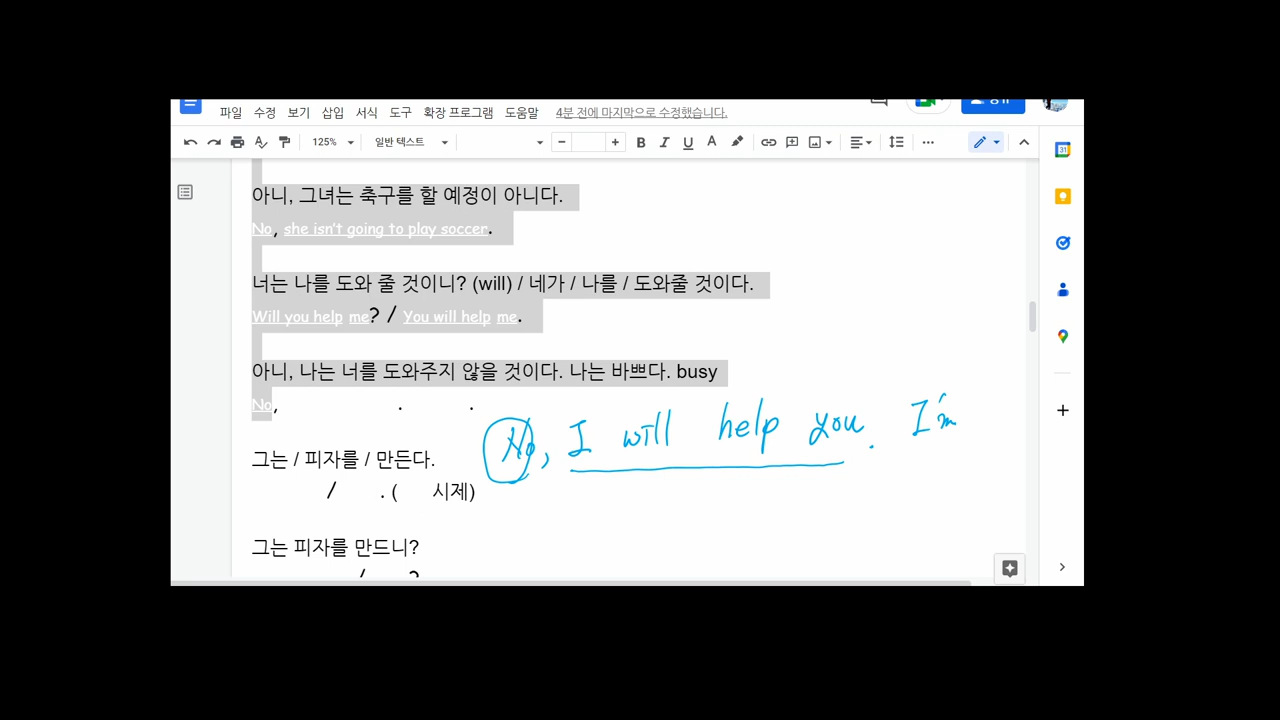 파일 수정 보기 삽입 서식 도구 확장 프로그램 도움말 4분 전에 마지막으로 수정했습니다.
125% 일반 텍스트 − + B I U A
아니, 그녀는 축구를 할 예정이 아니다.
No, she isn't going to play soccer.
너는 나를 도와 줄 것이니? (will) / 네가 / 나를 / 도와줄 것이다.
Will you help me? / You will help me.
아니, 나는 너를 도와주지 않을 것이다. 나는 바쁘다. busy
No, . .
No, I will help you. I'm
그는 / 피자를 / 만든다.
/ . ( 시제)
그는 피자를 만드니?